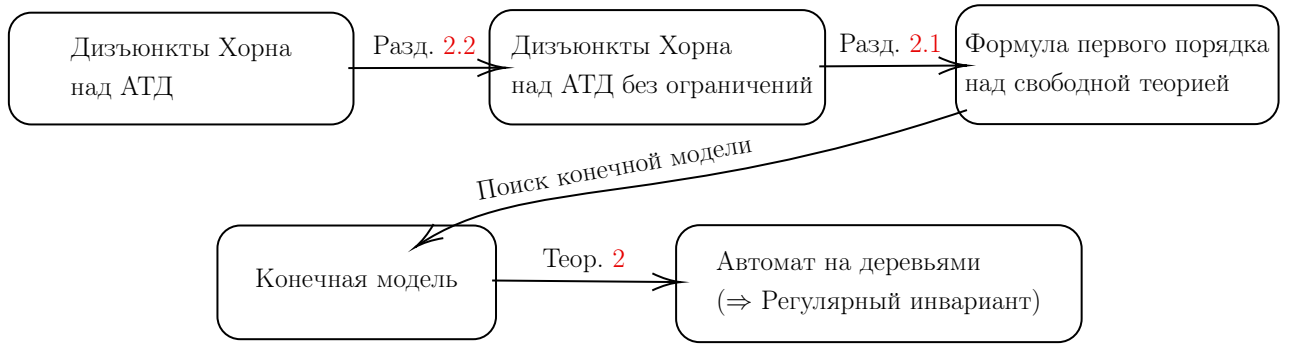 Дизъюнкты Хорна
над АТД
Разд. 2.2
Дизъюнкты Хорна
над АТД без ограничений
Разд. 2.1
Формула первого порядка
над свободной теорией
Поиск конечной модели
Конечная модель
Теор. 2
Автомат на деревьями
(⇒ Регулярный инвариант)